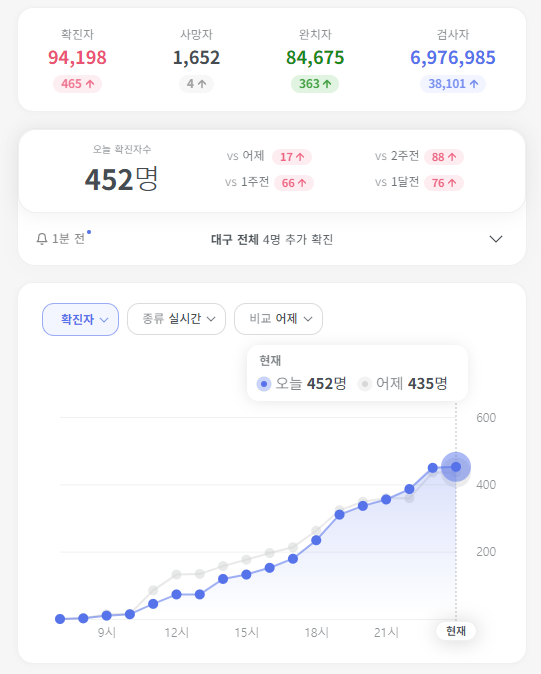 확진자 사망자 완치자 검사자
94,198 1,652 84,675 6,976,985
465 ↑ 4 ↑ 363 ↑ 38,101 ↑
오늘 확진자수
452명
vs 어제 17 ↑ vs 2주전 88 ↑
vs 1주전 66 ↑ vs 1달전 76 ↑
1분 전 대구 전체 4명 추가 확진
확진자 종류 실시간 비교 어제
현재
오늘 452명 어제 435명
600
400
200
9시 12시 15시 18시 21시 현재